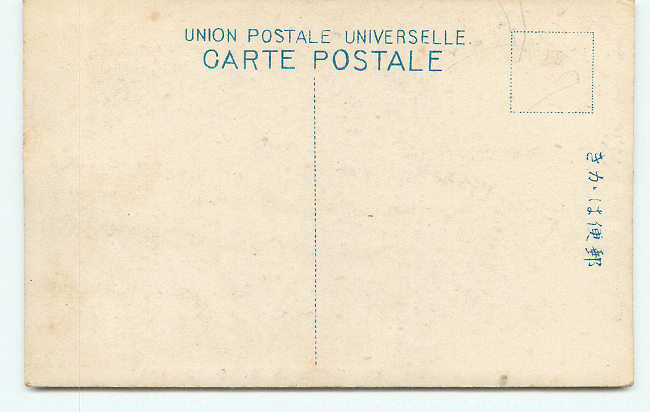 UNION POSTALE UNIVERSELLE.
CARTE POSTALE
きかは便郵